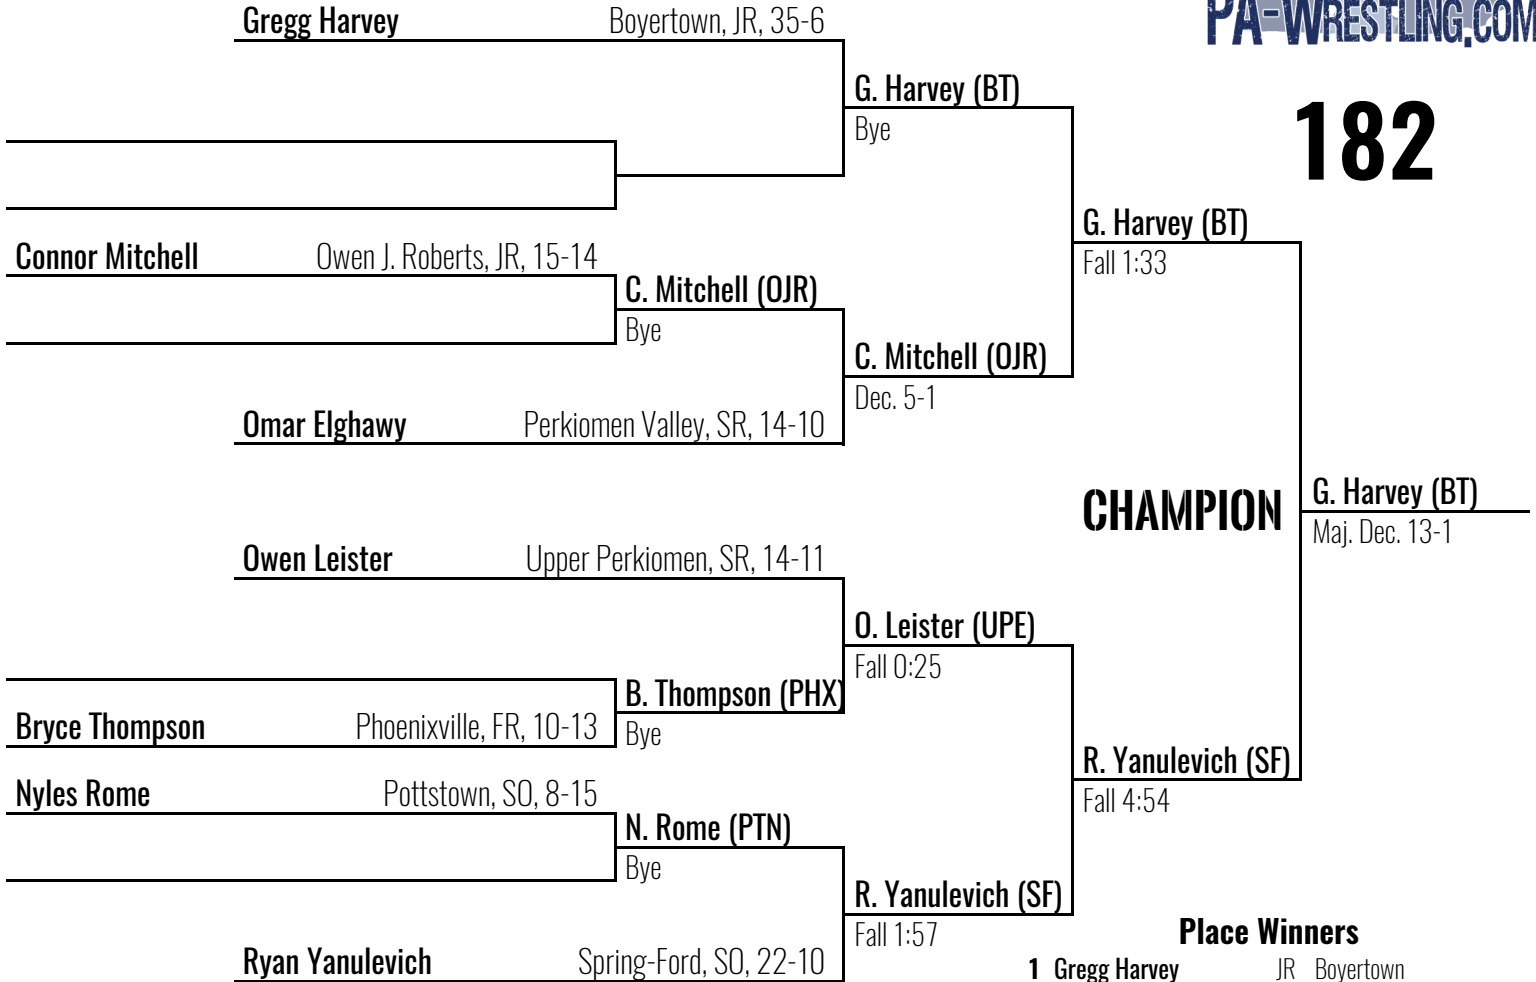 PA-WRESTLING.COM
182
Gregg Harvey Boyertown, JR, 35-6
G. Harvey (BT)
Bye
G. Harvey (BT)
Fall 1:33
Connor Mitchell Owen J. Roberts, JR, 15-14
C. Mitchell (OJR)
Bye
C. Mitchell (OJR)
Dec. 5-1
Omar Elghawy Perkiomen Valley, SR, 14-10
CHAMPION
G. Harvey (BT)
Maj. Dec. 13-1
Owen Leister Upper Perkiomen, SR, 14-11
O. Leister (UPE)
Fall 0:25
B. Thompson (PHX)
Bryce Thompson Phoenixville, FR, 10-13
Bye
R. Yanulevich (SF)
Fall 4:54
Nyles Rome Pottstown, SO, 8-15
N. Rome (PTN)
Bye
R. Yanulevich (SF)
Fall 1:57
Ryan Yanulevich Spring-Ford, SO, 22-10
Place Winners
1 Gregg Harvey JR Boyertown